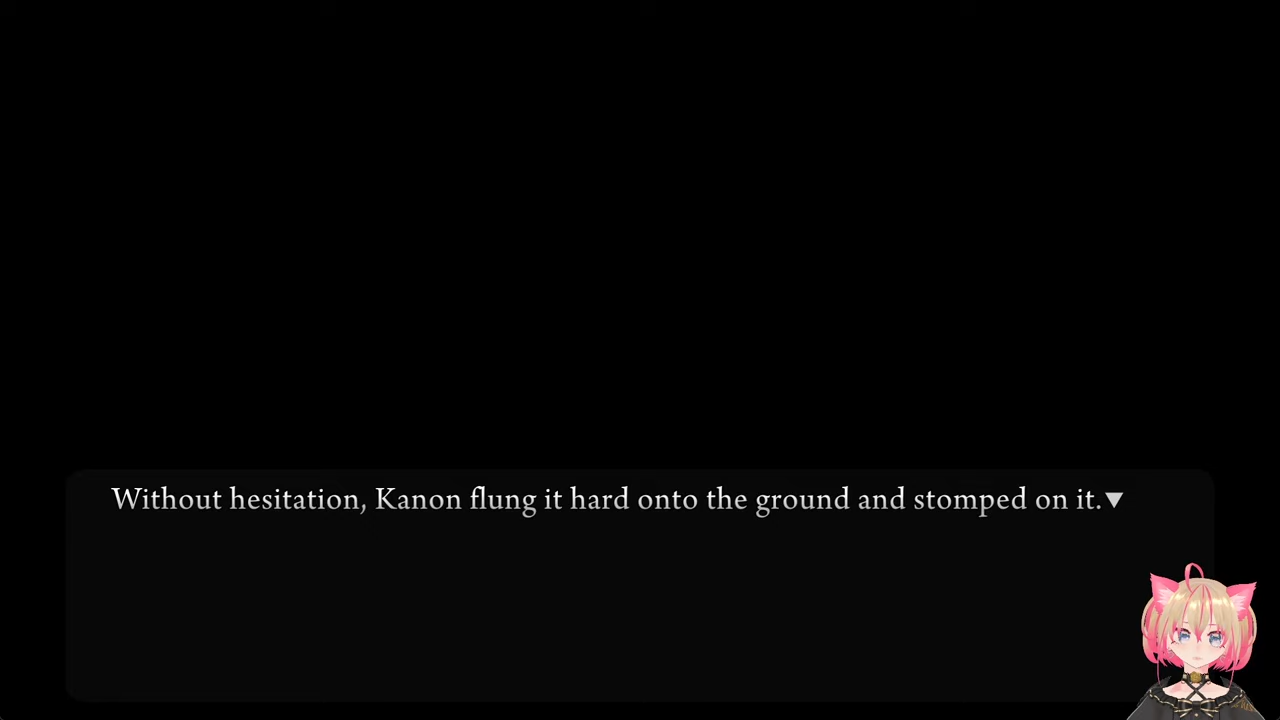 Without hesitation, Kanon flung it hard onto the ground and stomped on it.▼